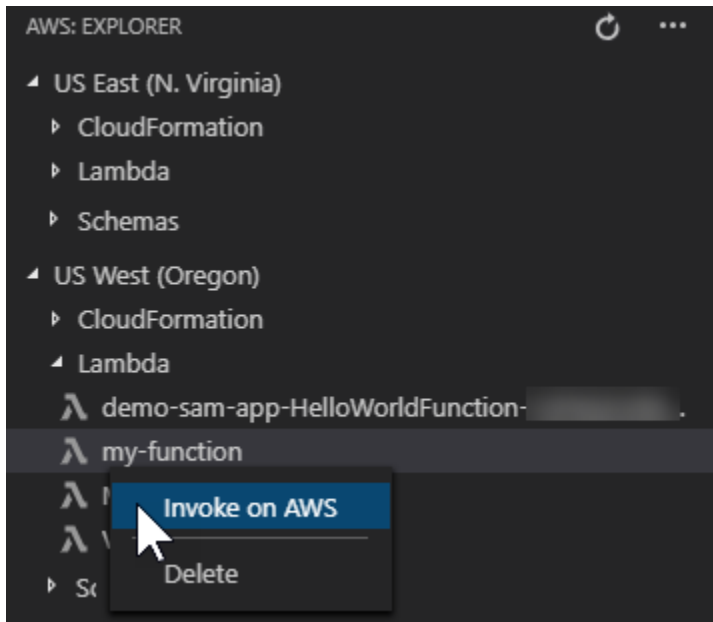 AWS: EXPLORER
US East (N. Virginia)
CloudFormation
Lambda
Schemas
US West (Oregon)
CloudFormation
Lambda
demo-sam-app-HelloWorldFunction- .
my-function
Invoke on AWS
Delete